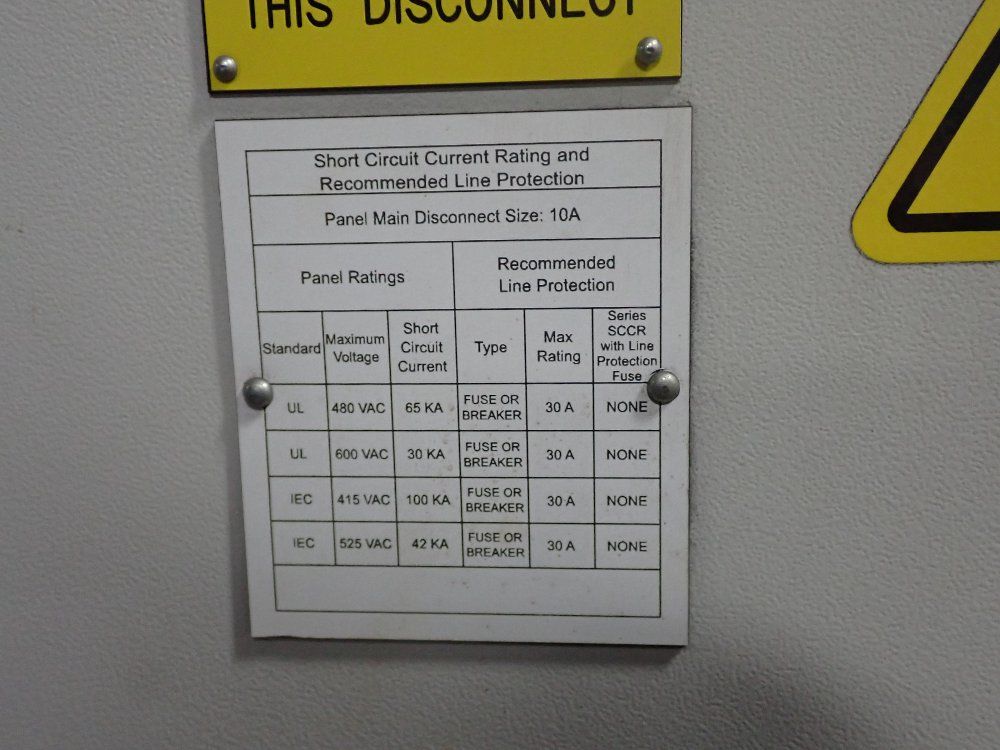 THIS DISCONNECT
Short Circuit Current Rating and
Recommended Line Protection
Panel Main Disconnect Size: 10A
Panel Ratings
Recommended
Line Protection
Standard
Maximum
Voltage
Short
Circuit
Current
Type
Max
Rating
Series
SCCR
with Line
Protection
Fuse
UL
480 VAC
65 KA
FUSE OR
BREAKER
30 A
NONE
UL
600 VAC
30 KA
FUSE OR
BREAKER
30 A
NONE
IEC
415 VAC
100 KA
FUSE OR
BREAKER
30 A
NONE
IEC
525 VAC
42 KA
FUSE OR
BREAKER
30 A
NONE